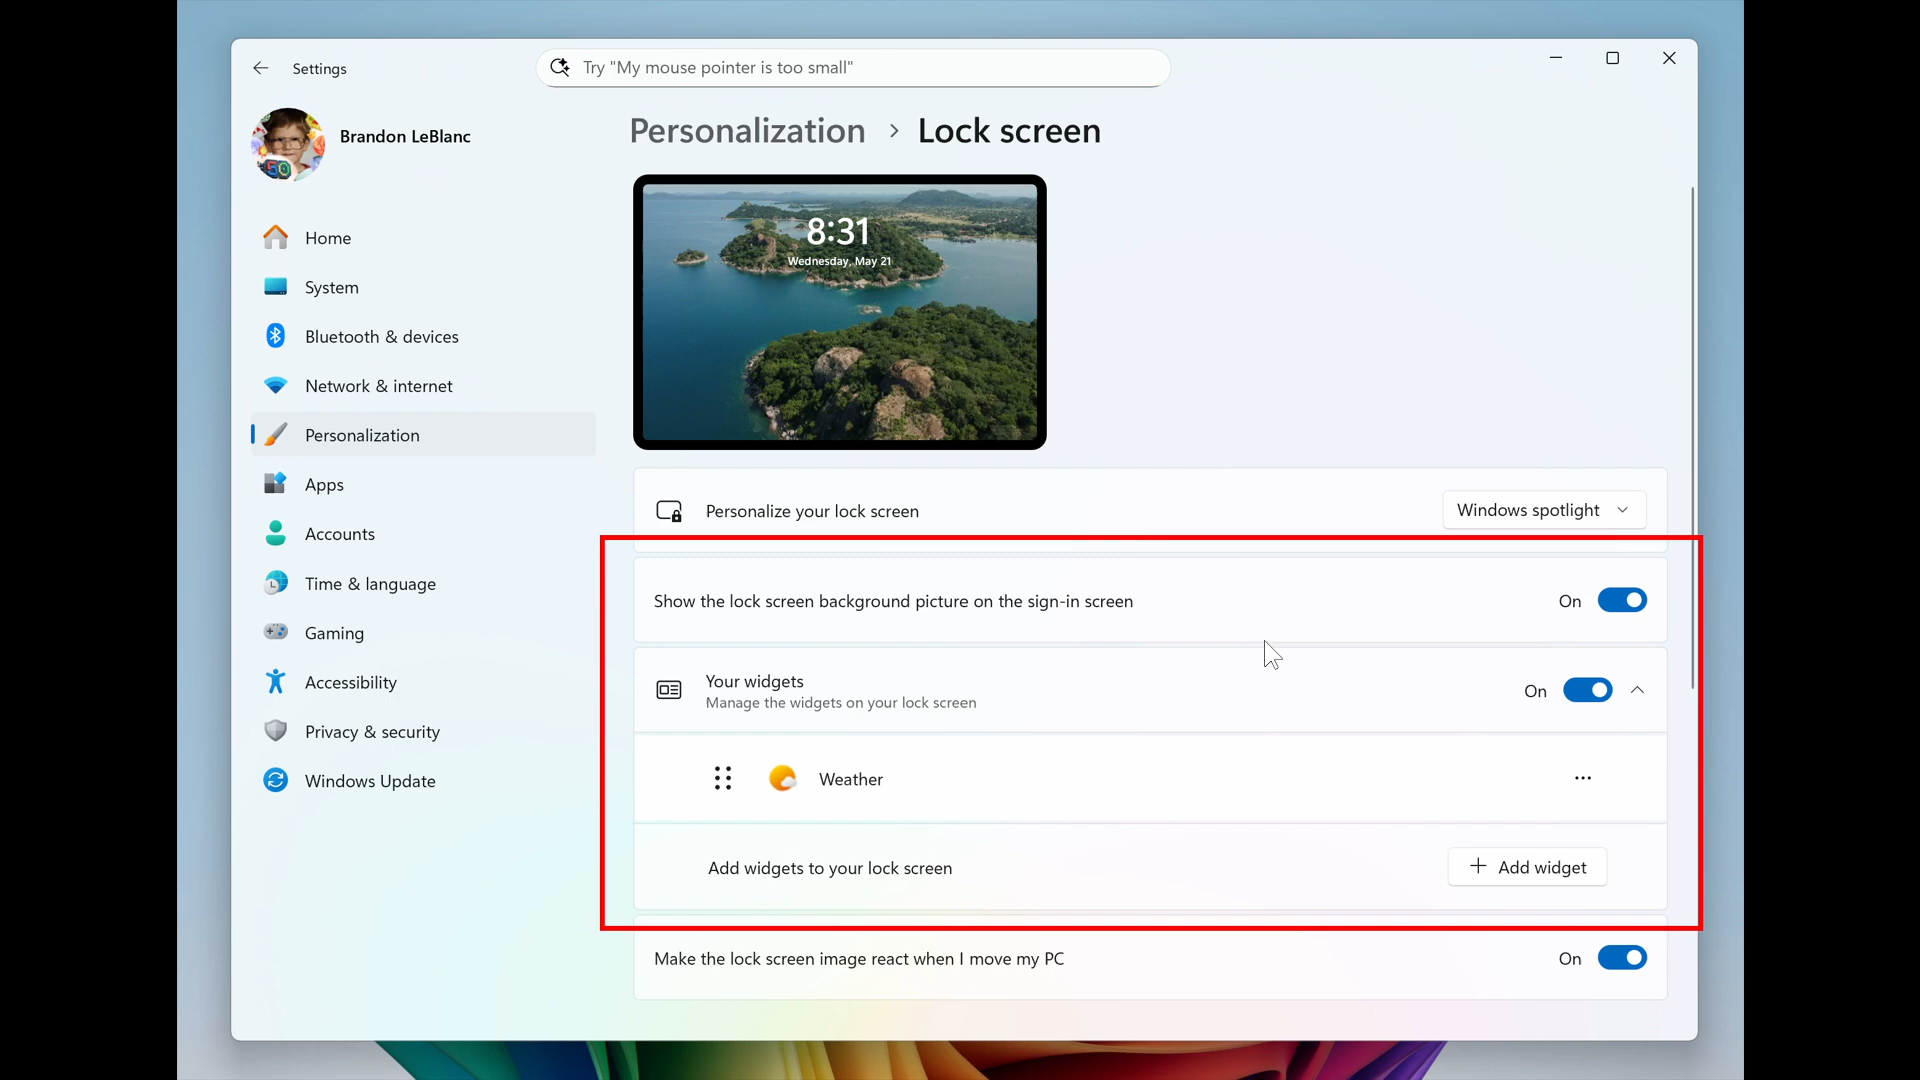 Settings
Try "My mouse pointer is too small"
Brandon LeBlanc
50
Home
System
Bluetooth & devices
Network & internet
Personalization
Apps
Accounts
Time & language
Gaming
Accessibility
Privacy & security
Windows Update
Personalization > Lock screen
8:31
Wednesday, May 21
Personalize your lock screen
Windows spotlight
Show the lock screen background picture on the sign-in screen
On
Your widgets
Manage the widgets on your lock screen
On
Weather
Add widgets to your lock screen
Add widget
Make the lock screen image react when I move my PC
On